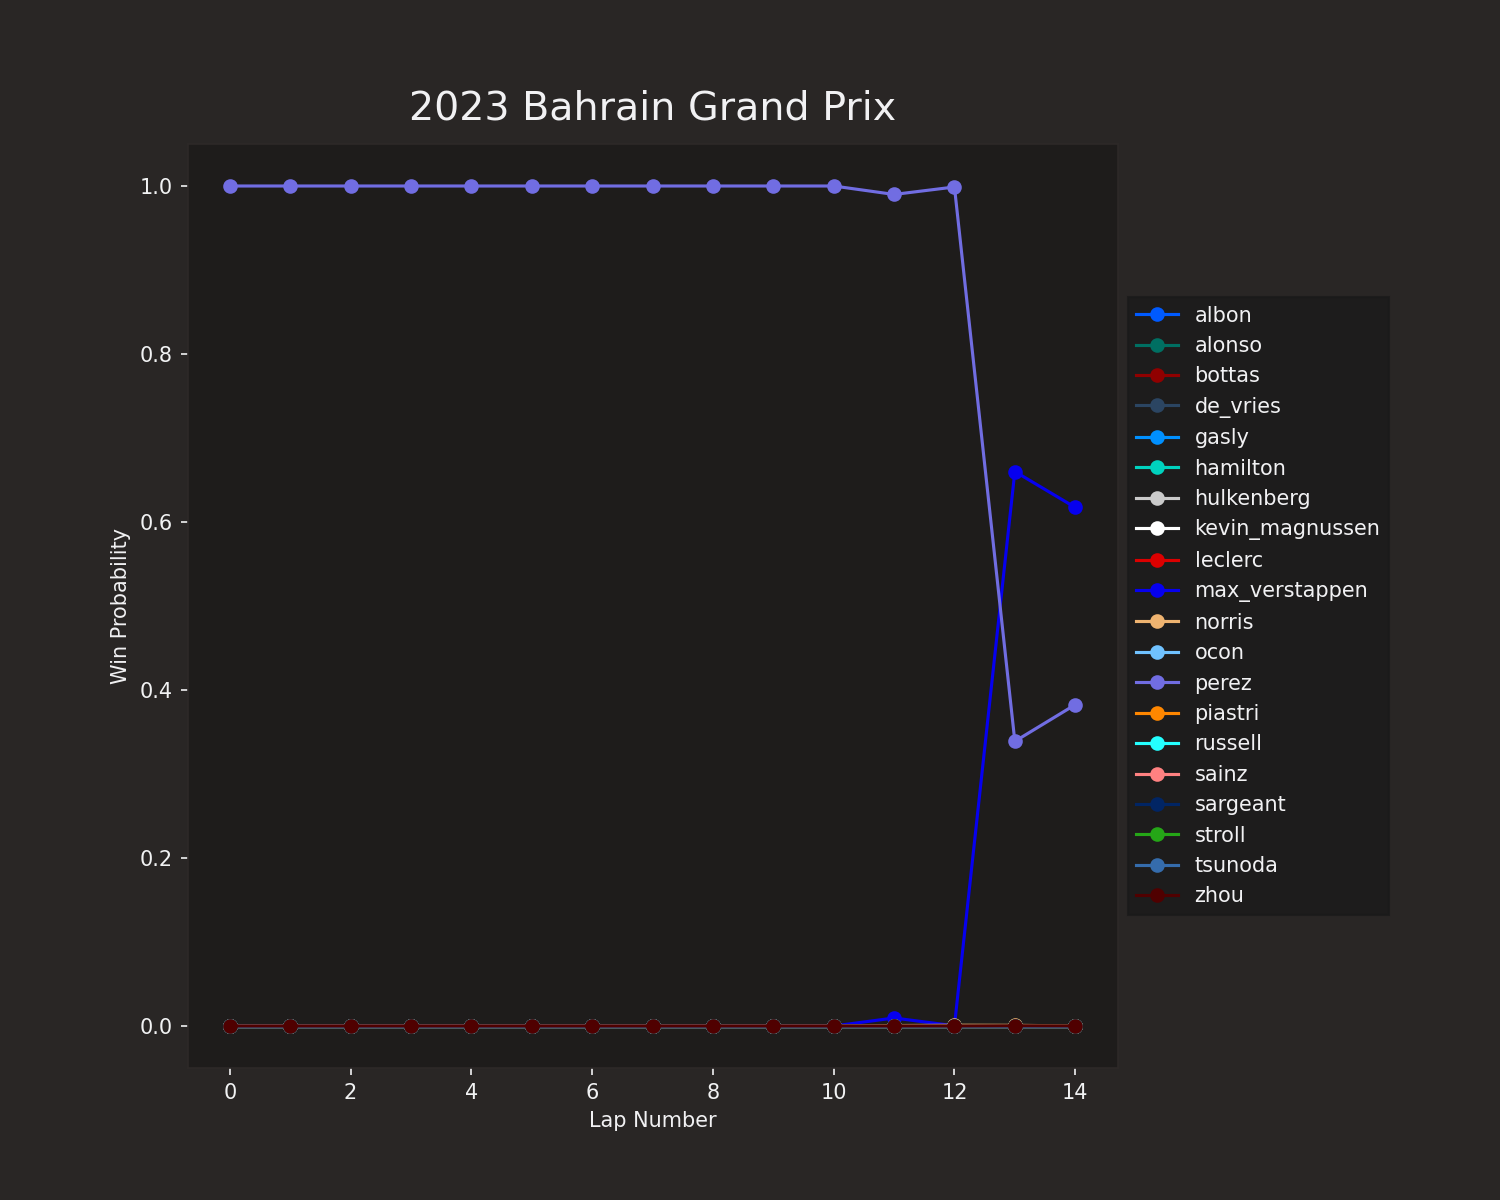 2023 Bahrain Grand Prix
1.0
0.8
0.6
0.4
0.2
0.0
Win Probability
0 2 4 6 8 10 12 14
Lap Number
albon
alonso
bottas
de_vries
gasly
hamilton
hulkenberg
kevin_magnussen
leclerc
max_verstappen
norris
ocon
perez
piastri
russell
sainz
sargeant
stroll
tsunoda
zhou